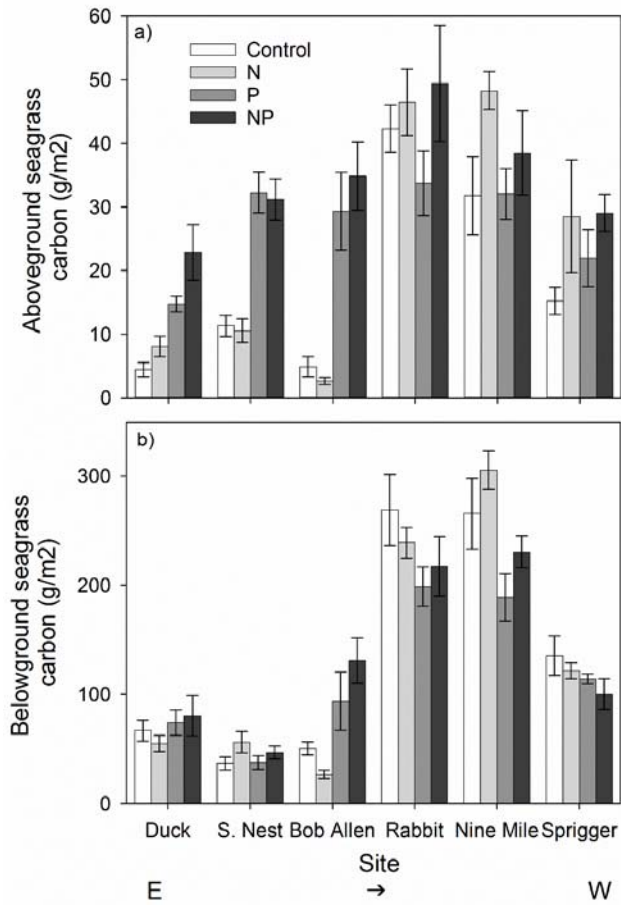 a)
Control
N
P
NP
60
50
40
30
20
10
0
Aboveground seagrass
carbon (g/m2)
b)
300
200
100
0
Belowground seagrass
carbon (g/m2)
Duck S. Nest Bob Allen Rabbit Nine Mile Sprigger
Site
E → W